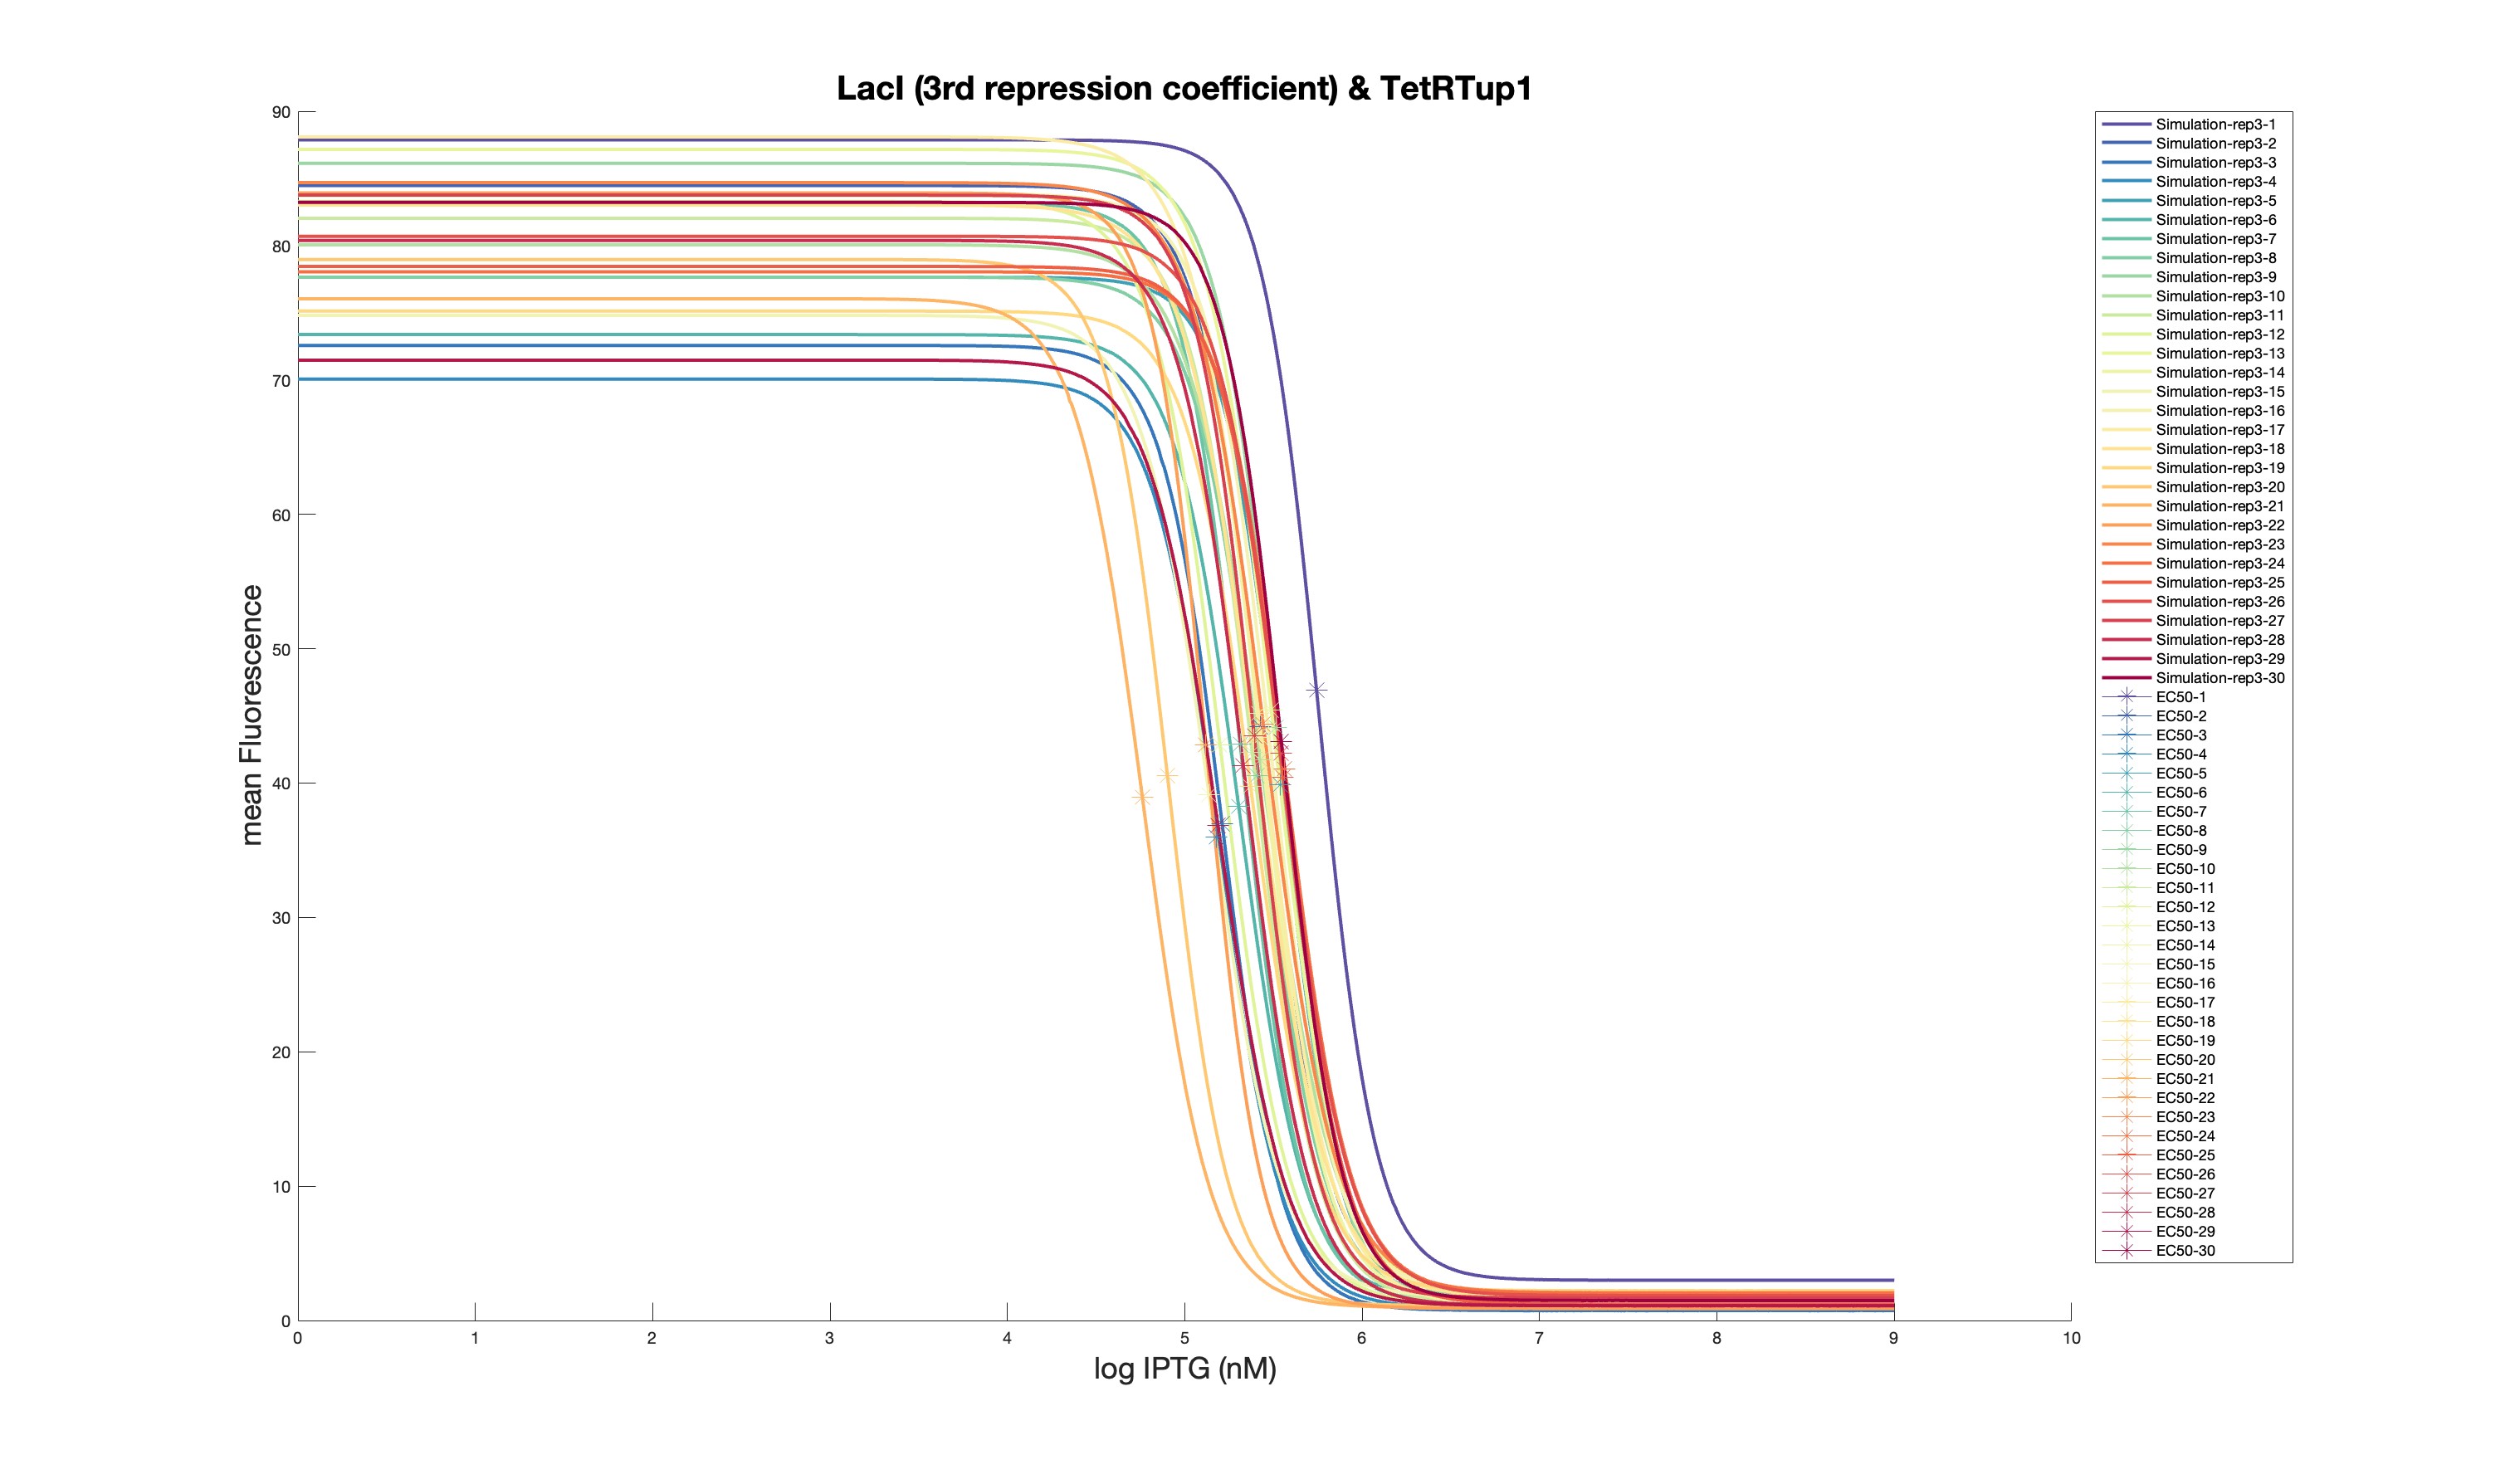 LacI (3rd repression coefficient) & TetRTup1
90
80
70
60
50
40
30
20
10
0
mean Fluorescence
0 1 2 3 4 5 6 7 8 9 10
log IPTG (nM)
Simulation-rep3-1
Simulation-rep3-2
Simulation-rep3-3
Simulation-rep3-4
Simulation-rep3-5
Simulation-rep3-6
Simulation-rep3-7
Simulation-rep3-8
Simulation-rep3-9
Simulation-rep3-10
Simulation-rep3-11
Simulation-rep3-12
Simulation-rep3-13
Simulation-rep3-14
Simulation-rep3-15
Simulation-rep3-16
Simulation-rep3-17
Simulation-rep3-18
Simulation-rep3-19
Simulation-rep3-20
Simulation-rep3-21
Simulation-rep3-22
Simulation-rep3-23
Simulation-rep3-24
Simulation-rep3-25
Simulation-rep3-26
Simulation-rep3-27
Simulation-rep3-28
Simulation-rep3-29
Simulation-rep3-30
EC50-1
EC50-2
EC50-3
EC50-4
EC50-5
EC50-6
EC50-7
EC50-8
EC50-9
EC50-10
EC50-11
EC50-12
EC50-13
EC50-14
EC50-15
EC50-16
EC50-17
EC50-18
EC50-19
EC50-20
EC50-21
EC50-22
EC50-23
EC50-24
EC50-25
EC50-26
EC50-27
EC50-28
EC50-29
EC50-30